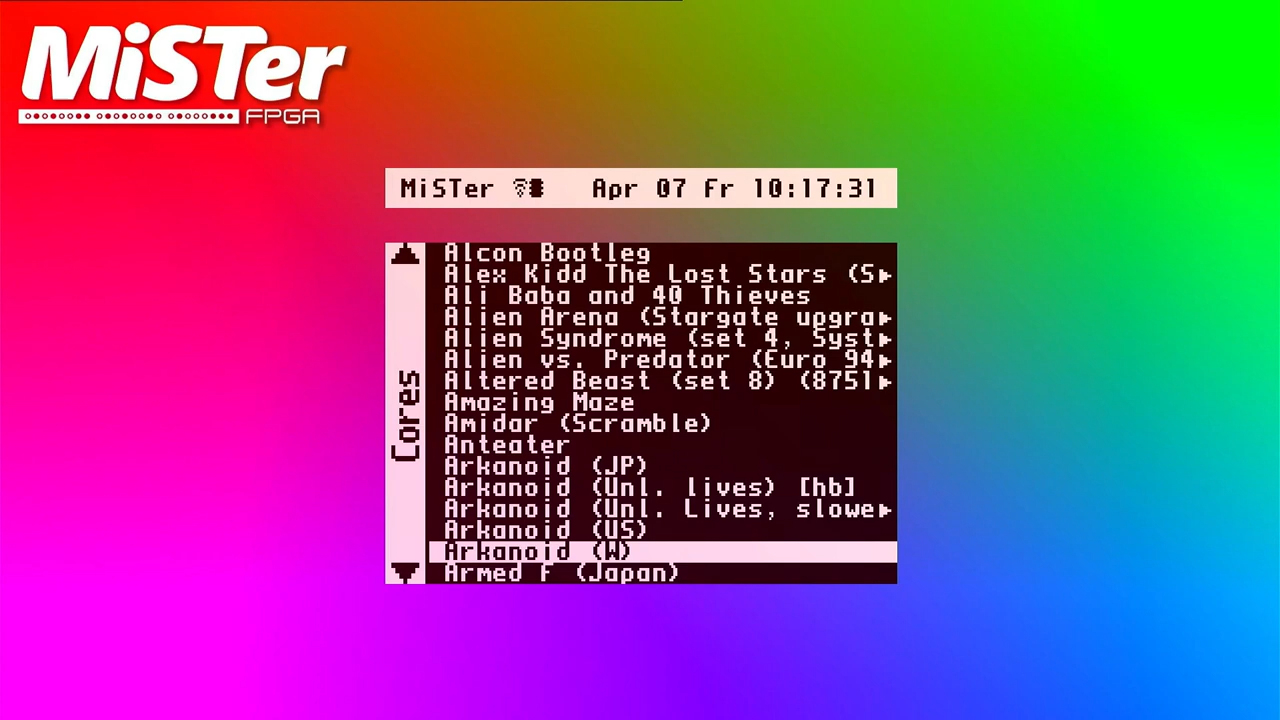 MiSTer
FPGA
MiSTer Apr 07 Fr 10:17:31
Cores
Alcon Bootleg
Alex Kidd The Lost Stars (S
Ali Baba and 40 Thieves
Alien Arena (Stargate upgra
Alien Syndrome (set 4, Syst
Alien vs. Predator (Euro 94
Altered Beast (set 8) (8751
Amazing Maze
Amidar (Scramble)
Anteater
Arkanoid (JP)
Arkanoid (Unl. lives) [hb]
Arkanoid (Unl. Lives, slowe
Arkanoid (US)
Arkanoid (W)
Armed F (Japan)